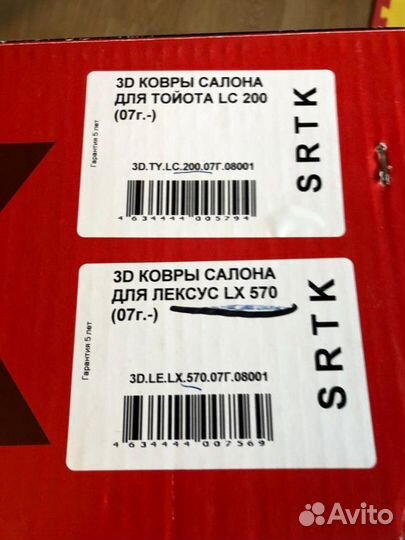 3D КОВРЫ САЛОНА
ДЛЯ ТОЙОТА LC 200
(07г.-)
Гарантия 5 лет
3D.TY.LC.200.07Г.08001
4 634444 005794
SRTK
3D КОВРЫ САЛОНА
ДЛЯ ЛЕКСУС LX 570
(07г.-)
Гарантия 5 лет
3D.LE.LX.570.07Г.08001
4 634444 007569
SRTK
Avito